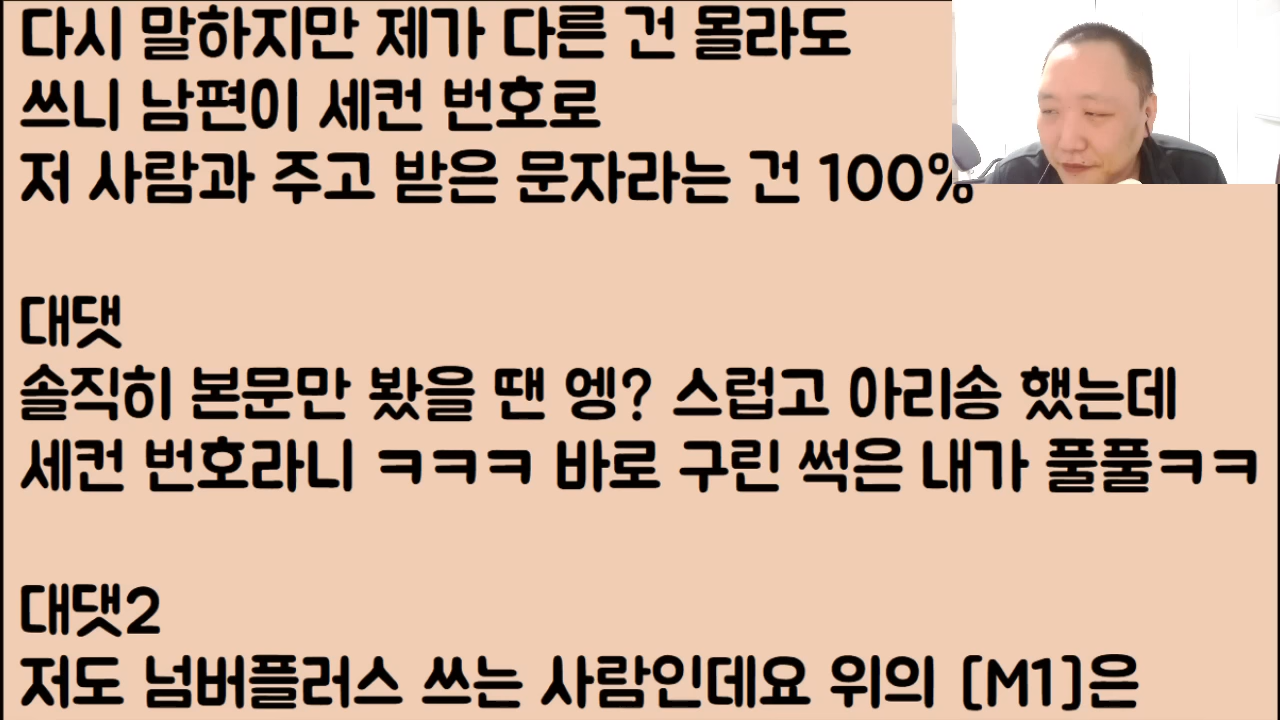 다시 말하지만 제가 다른 건 몰라도
쓰니 남편이 세컨 번호로
저 사람과 주고 받은 문자라는 건 100%
대댓
솔직히 본문만 봤을 땐 엥? 스럽고 아리송 했는데
세컨 번호라니 ㅋㅋㅋ 바로 구린 썩은 내가 풀풀ㅋㅋ
대댓2
저도 넘버플러스 쓰는 사람인데요 위의 [M1]은